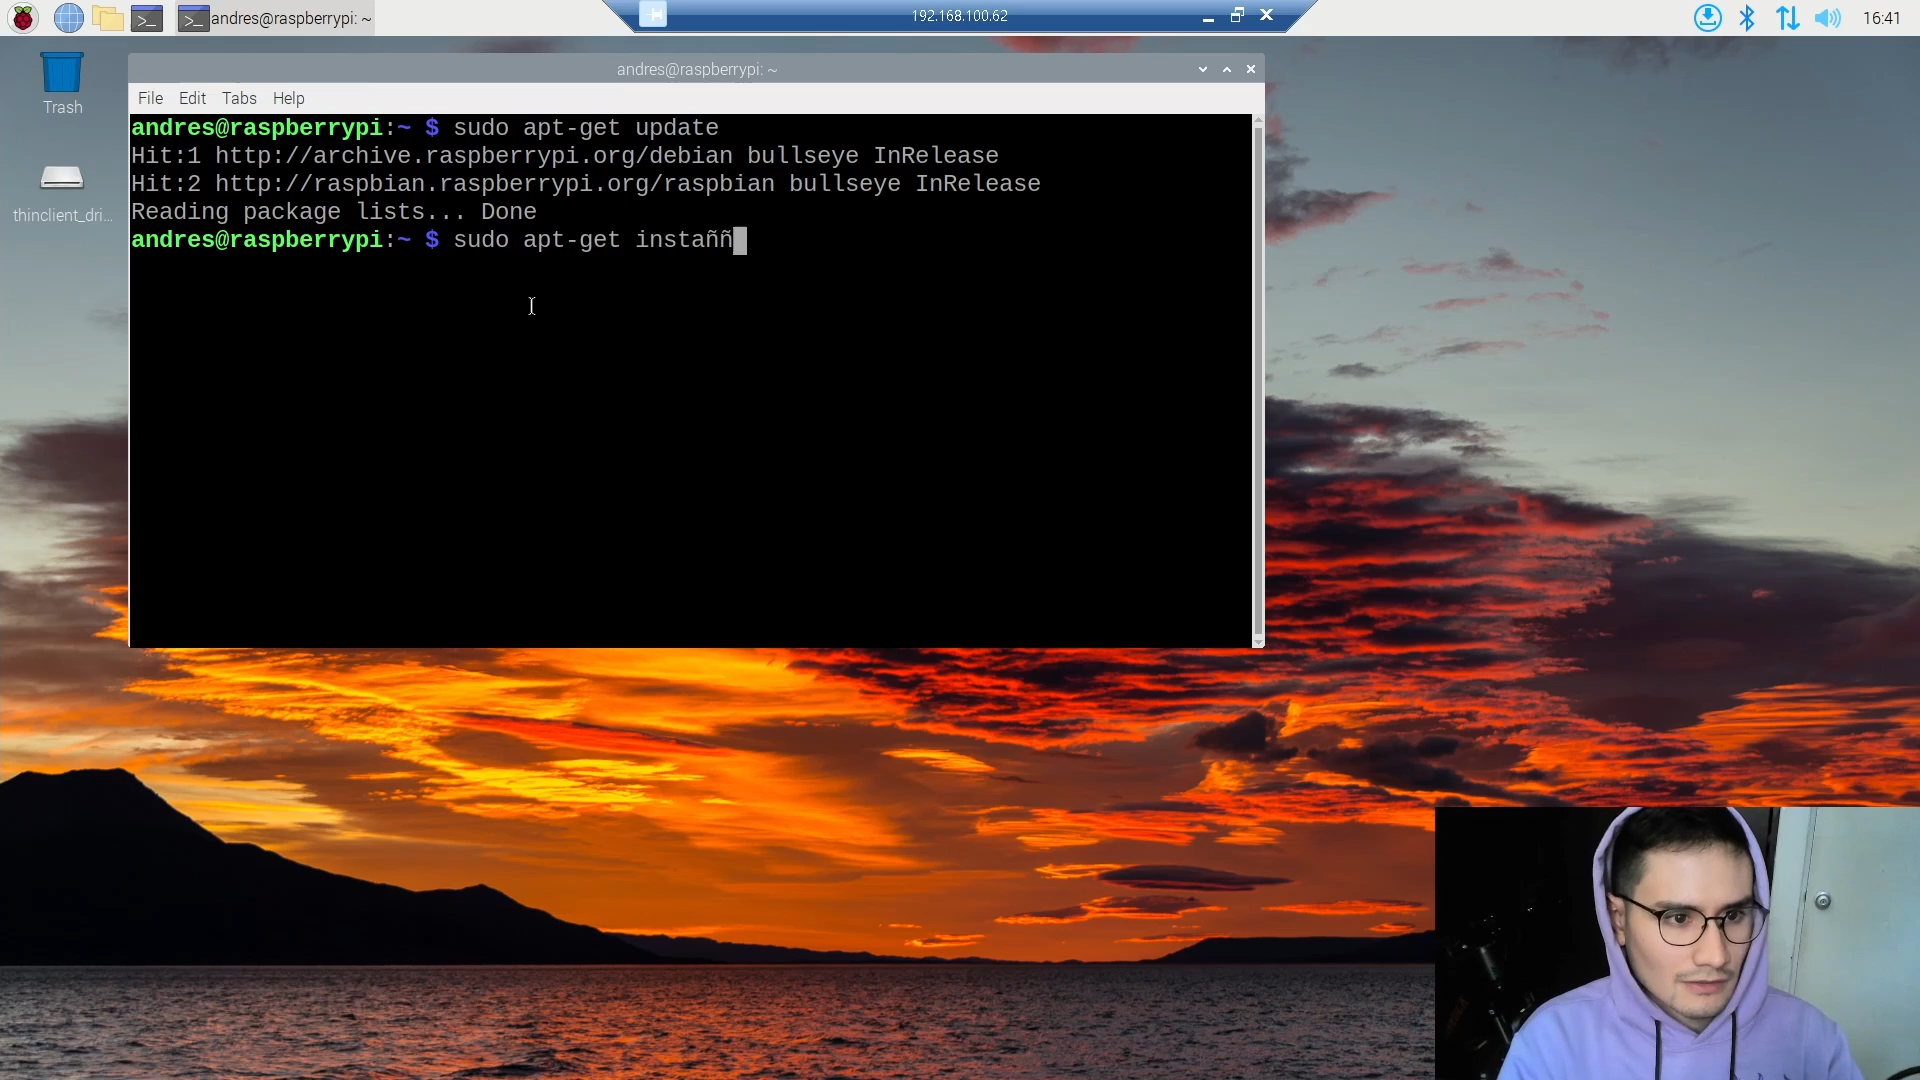 andres@raspberrypi: ~
192.168.100.62
16:41
Trash
thinclient_dri...
andres@raspberrypi: ~
File Edit Tabs Help
andres@raspberrypi:~ $ sudo apt-get update
Hit:1 http://archive.raspberrypi.org/debian bullseye InRelease
Hit:2 http://raspbian.raspberrypi.org/raspbian bullseye InRelease
Reading package lists... Done
andres@raspberrypi:~ $ sudo apt-get instaññ